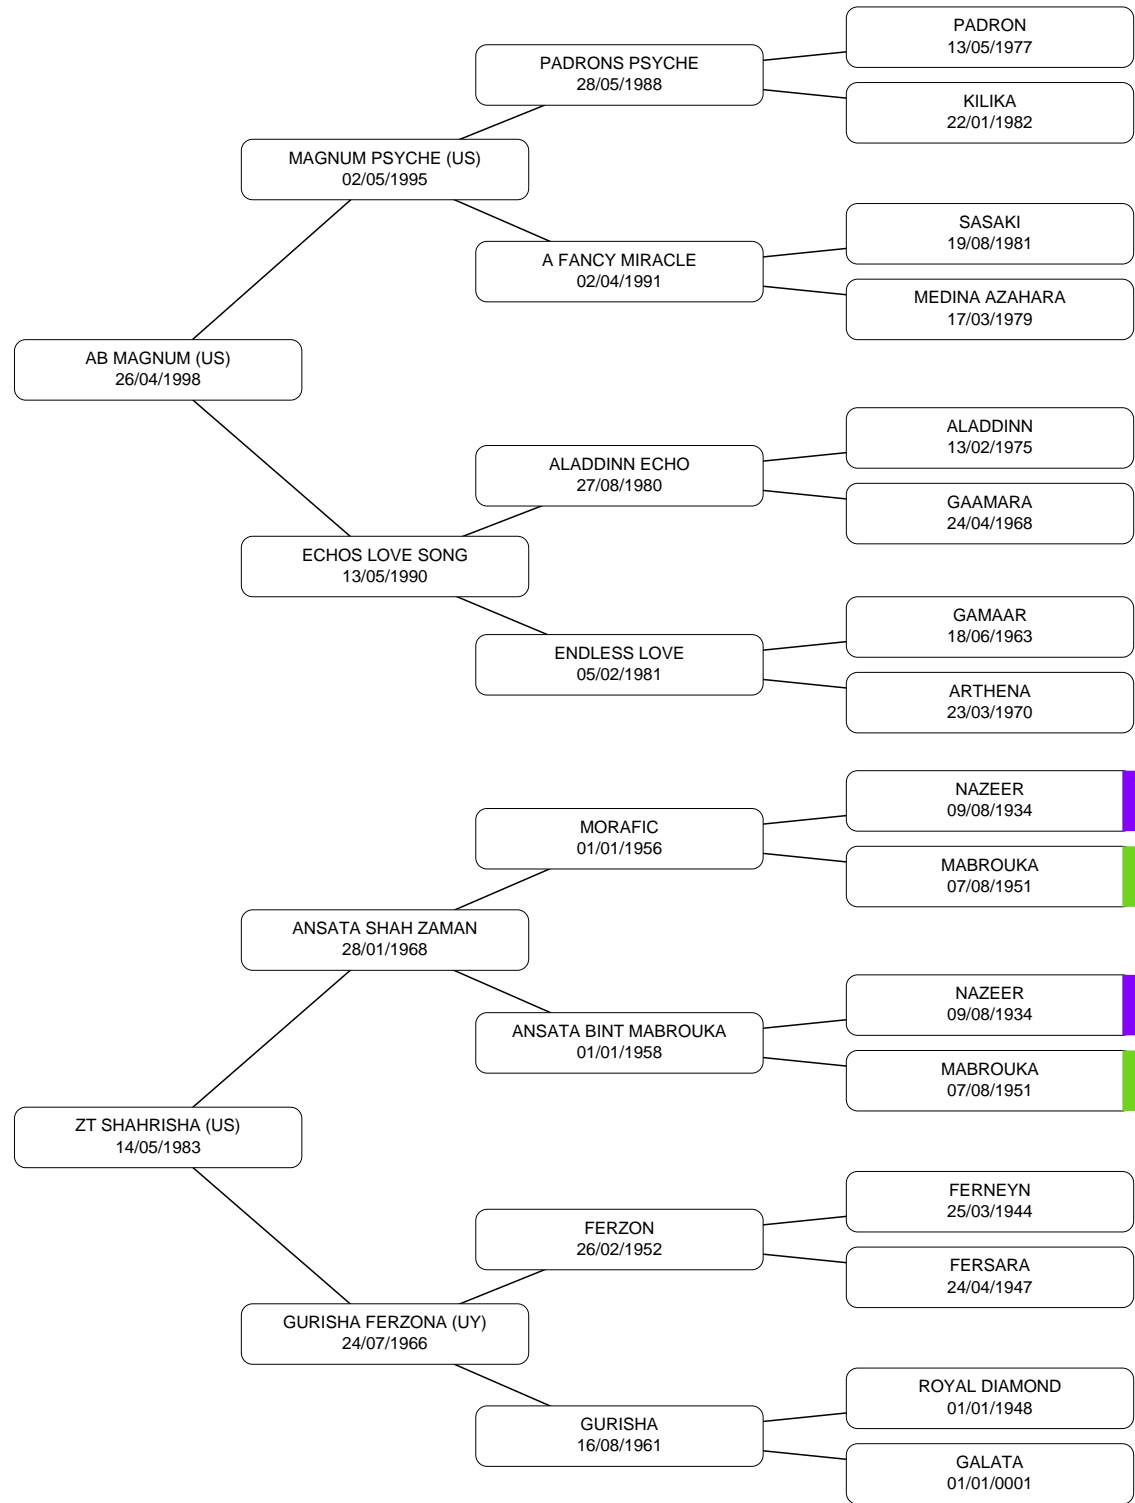 PADRON
13/05/1977
PADRONS PSYCHE
28/05/1988
KILIKA
22/01/1982
MAGNUM PSYCHE (US)
02/05/1995
SASAKI
19/08/1981
A FANCY MIRACLE
02/04/1991
MEDINA AZAHARA
17/03/1979
AB MAGNUM (US)
26/04/1998
ALADDINN
13/02/1975
ALADDINN ECHO
27/08/1980
GAAMARA
24/04/1968
ECHOS LOVE SONG
13/05/1990
GAMAAR
18/06/1963
ENDLESS LOVE
05/02/1981
ARTHENA
23/03/1970
NAZEER
09/08/1934
MORAFIC
01/01/1956
MABROUKA
07/08/1951
ANSATA SHAH ZAMAN
28/01/1968
NAZEER
09/08/1934
ANSATA BINT MABROUKA
01/01/1958
MABROUKA
07/08/1951
ZT SHAHRISHA (US)
14/05/1983
FERNEYN
25/03/1944
FERZON
26/02/1952
FERSARA
24/04/1947
GURISHA FERZONA (UY)
24/07/1966
ROYAL DIAMOND
01/01/1948
GURISHA
16/08/1961
GALATA
01/01/0001